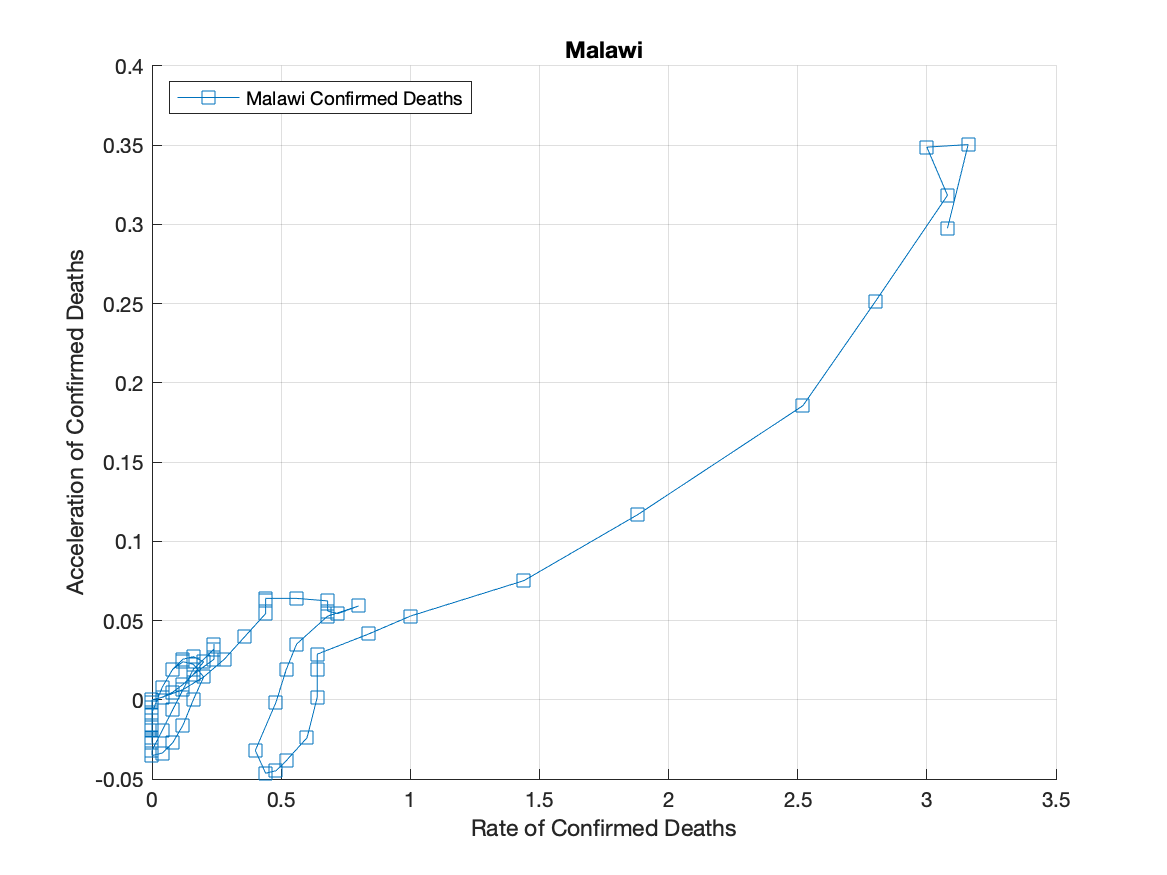 Malawi
Malawi Confirmed Deaths
Acceleration of Confirmed Deaths
0.4
0.35
0.3
0.25
0.2
0.15
0.1
0.05
0
-0.05
0 0.5 1 1.5 2 2.5 3 3.5
Rate of Confirmed Deaths